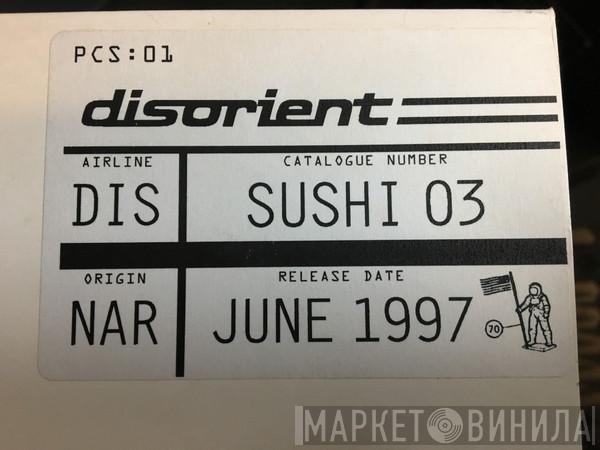 PCS:01
disorient
AIRLINE
CATALOGUE NUMBER
DIS
SUSHI 03
ORIGIN
RELEASE DATE
NAR
JUNE 1997
70
МАРКЕТ ВИНИЛА